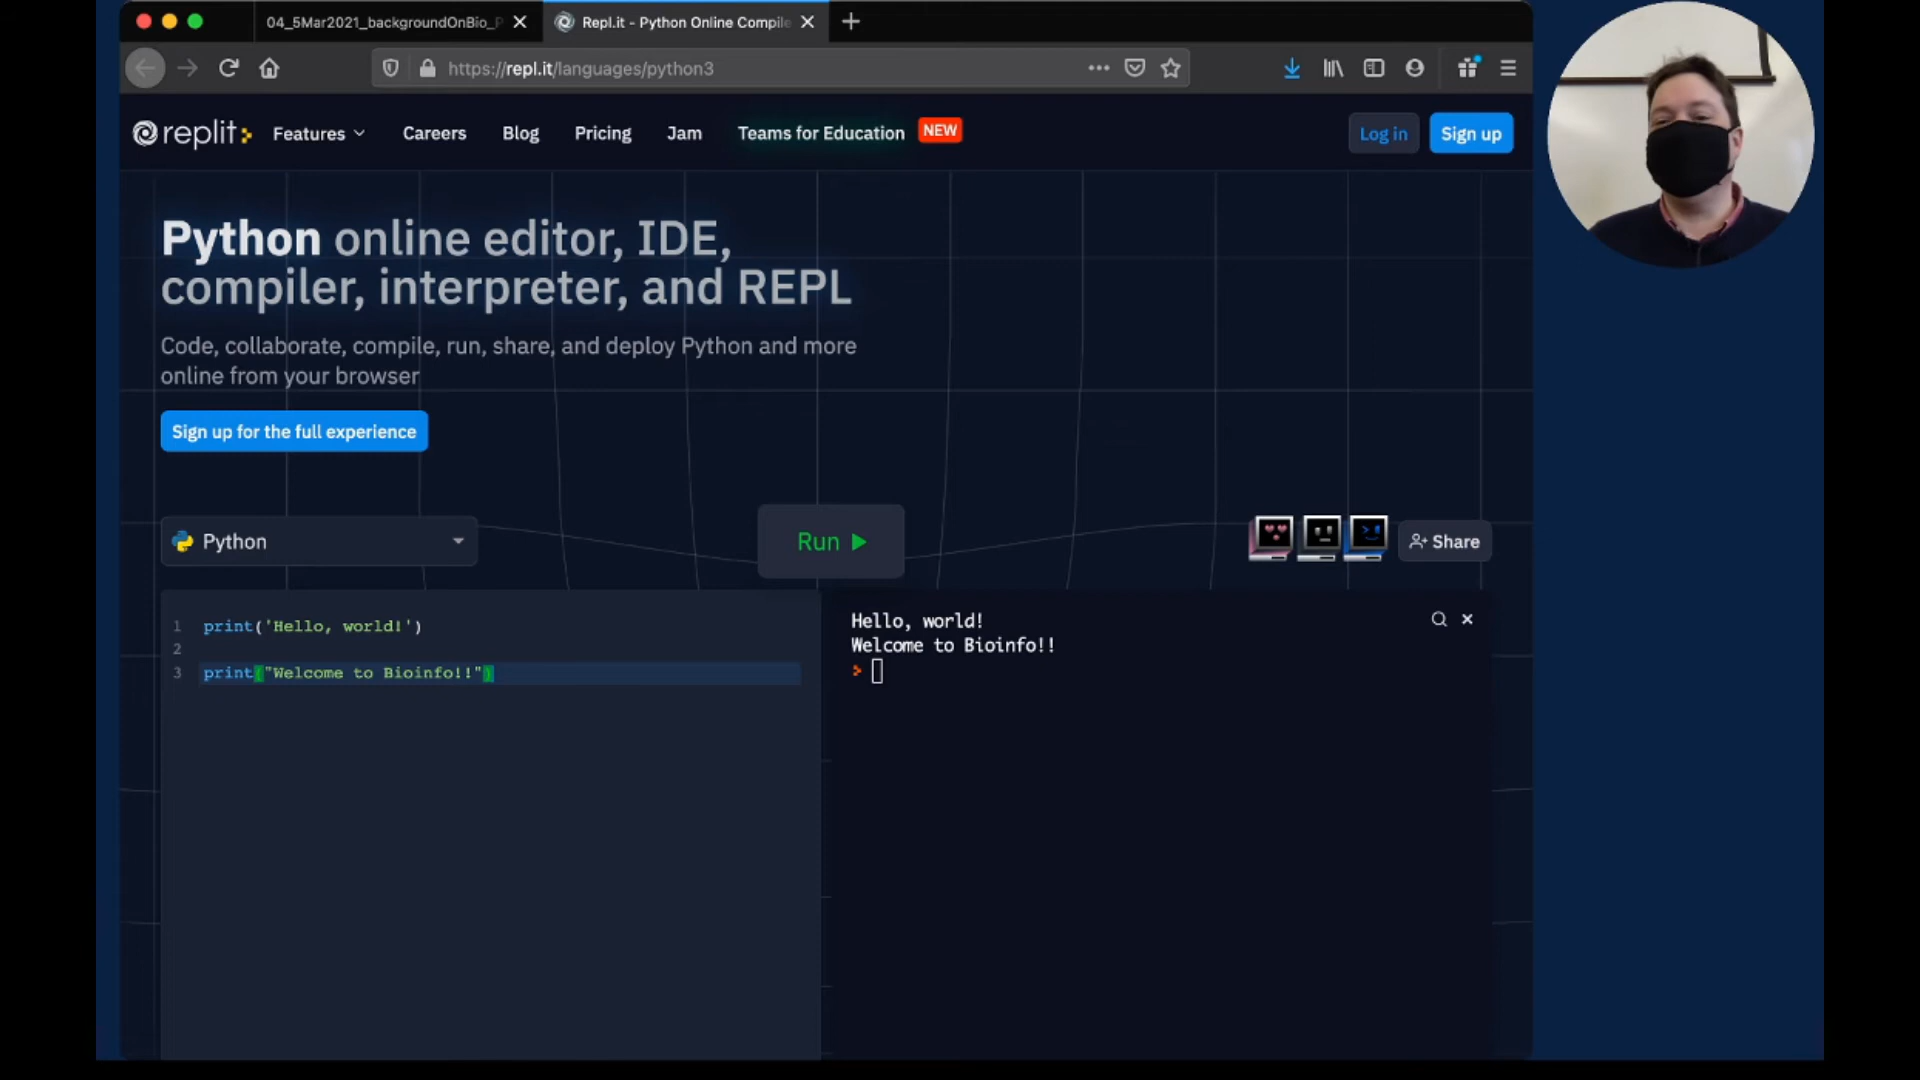 04_5Mar2021_backgroundOnBio_P
Repl.it - Python Online Compile
https://repl.it/languages/python3
replit
Features
Careers
Blog
Pricing
Jam
Teams for Education
NEW
Log in
Sign up
Python online editor, IDE,
compiler, interpreter, and REPL
Code, collaborate, compile, run, share, and deploy Python and more
online from your browser
Sign up for the full experience
Python
Run
Share
1 print('Hello, world!')
2
3 print("Welcome to Bioinfo!!")
Hello, world!
Welcome to Bioinfo!!
>